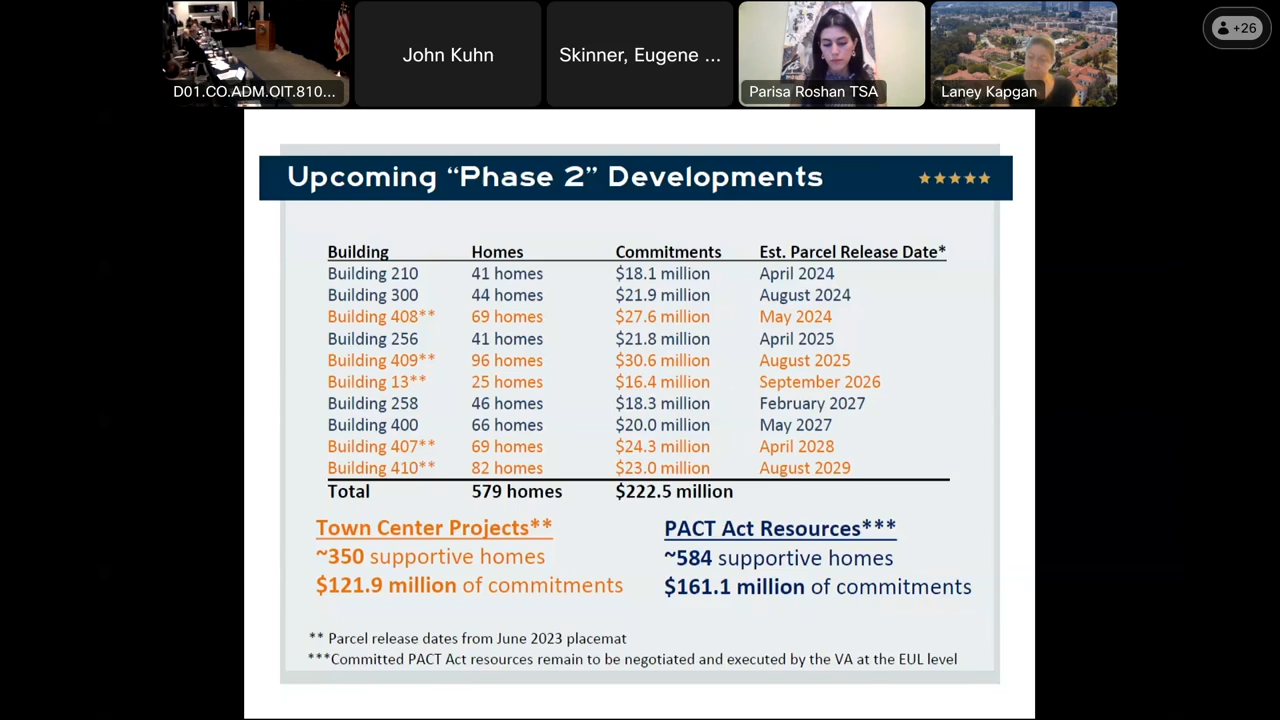 D01.CO.ADM.OIT.810...
John Kuhn
Skinner, Eugene ...
Parisa Roshan TSA
Laney Kapgan
+26
Upcoming “Phase 2” Developments
Building Homes Commitments Est. Parcel Release Date*
Building 210 41 homes $18.1 million April 2024
Building 300 44 homes $21.9 million August 2024
Building 408** 69 homes $27.6 million May 2024
Building 256 41 homes $21.8 million April 2025
Building 409** 96 homes $30.6 million August 2025
Building 13** 25 homes $16.4 million September 2026
Building 258 46 homes $18.3 million February 2027
Building 400 66 homes $20.0 million May 2027
Building 407** 69 homes $24.3 million April 2028
Building 410** 82 homes $23.0 million August 2029
Total 579 homes $222.5 million
Town Center Projects**
~350 supportive homes
$121.9 million of commitments
PACT Act Resources***
~584 supportive homes
$161.1 million of commitments
** Parcel release dates from June 2023 placemat
***Committed PACT Act resources remain to be negotiated and executed by the VA at the EUL level